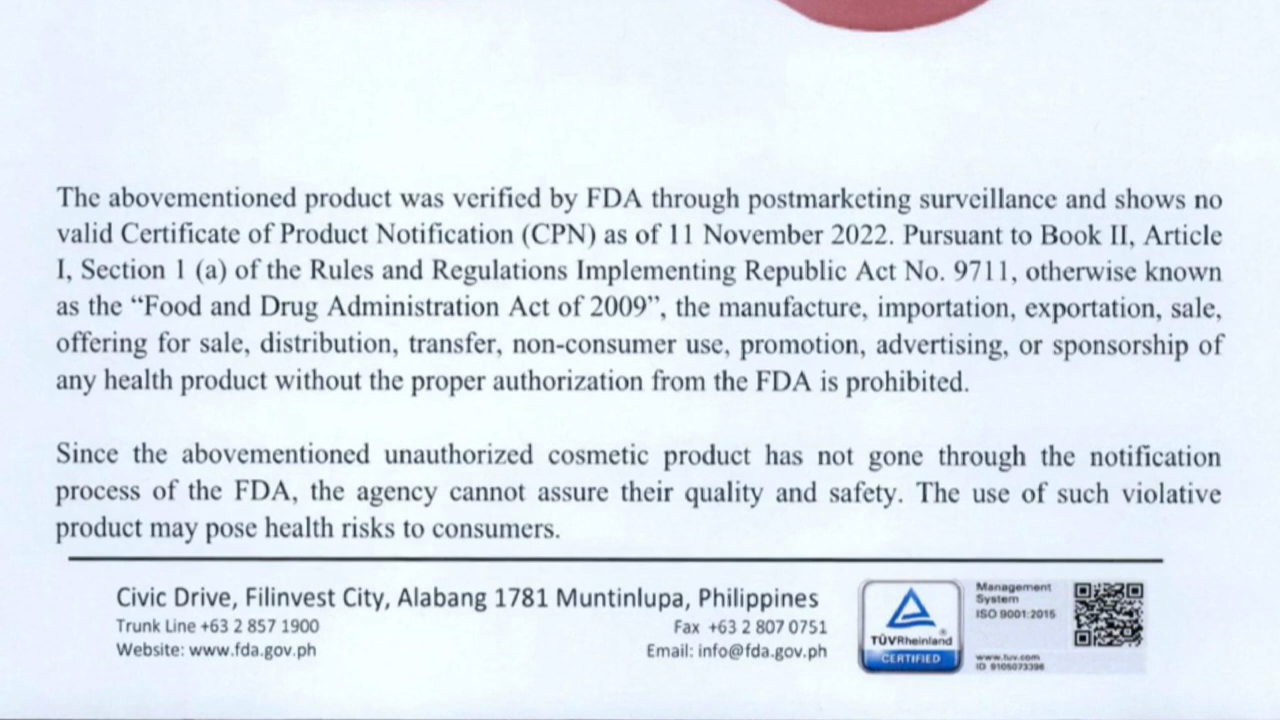 The abovementioned product was verified by FDA through postmarketing surveillance and shows no
valid Certificate of Product Notification (CPN) as of 11 November 2022. Pursuant to Book II, Article
I, Section 1 (a) of the Rules and Regulations Implementing Republic Act No. 9711, otherwise known
as the “Food and Drug Administration Act of 2009”, the manufacture, importation, exportation, sale,
offering for sale, distribution, transfer, non-consumer use, promotion, advertising, or sponsorship of
any health product without the proper authorization from the FDA is prohibited.
Since the abovementioned unauthorized cosmetic product has not gone through the notification
process of the FDA, the agency cannot assure their quality and safety. The use of such violative
product may pose health risks to consumers.
Civic Drive, Filinvest City, Alabang 1781 Muntinlupa, Philippines
Trunk Line +63 2 857 1900
Fax +63 2 807 0751
Website: www.fda.gov.ph
Email: info@fda.gov.ph
TÜVRheinland®
CERTIFIED
Management
System
ISO 9001:2015
www.tuv.com
ID 9105073396